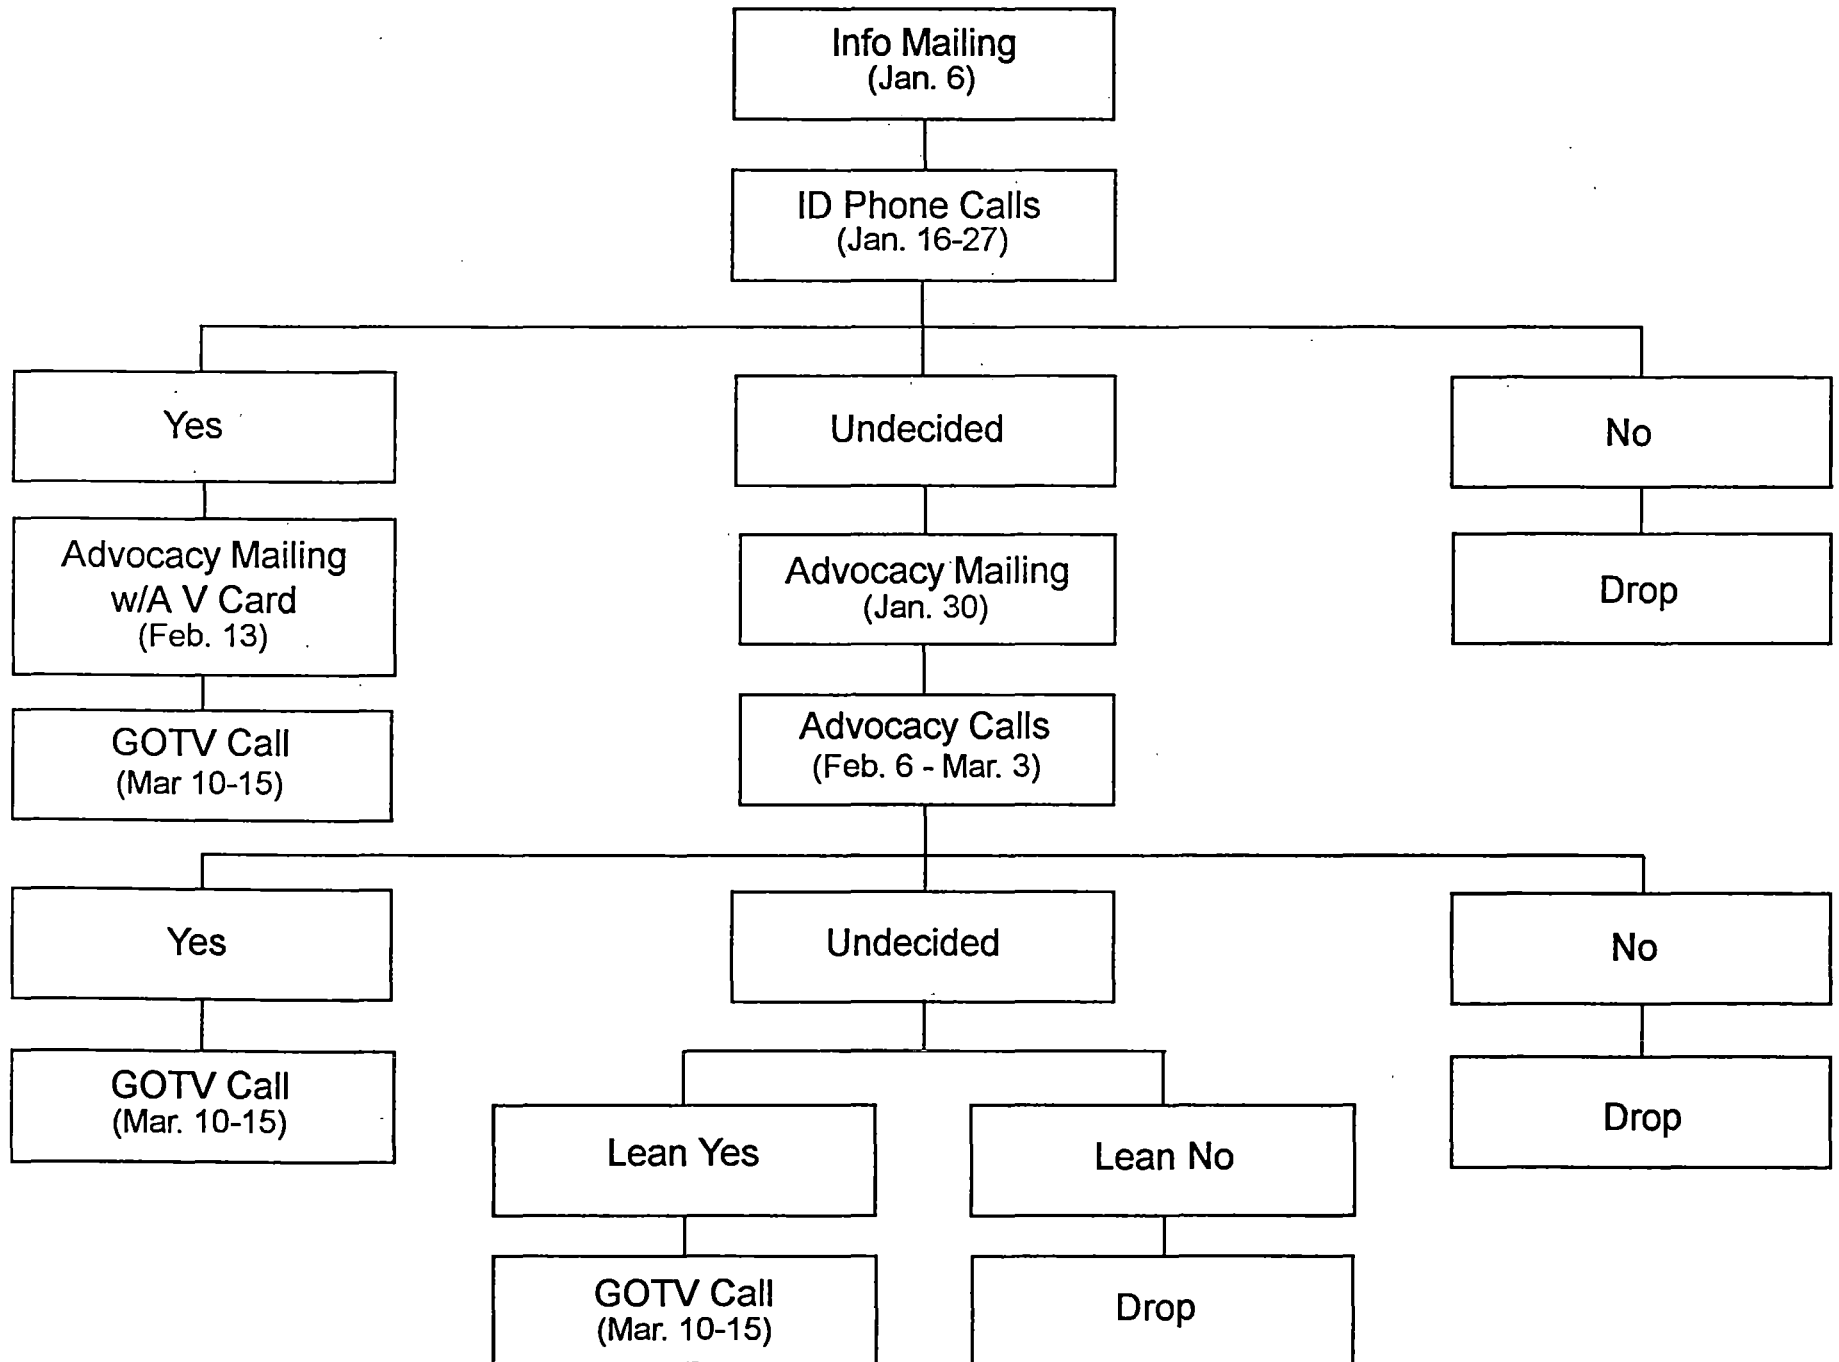 Info Mailing
(Jan. 6)
ID Phone Calls
(Jan. 16-27)
Yes
Undecided
No
Advocacy Mailing
w/A V Card
(Feb. 13)
Advocacy Mailing
(Jan. 30)
Drop
GOTV Call
(Mar 10-15)
Advocacy Calls
(Feb. 6 - Mar. 3)
Yes
Undecided
No
GOTV Call
(Mar. 10-15)
Lean Yes
Lean No
Drop
GOTV Call
(Mar. 10-15)
Drop